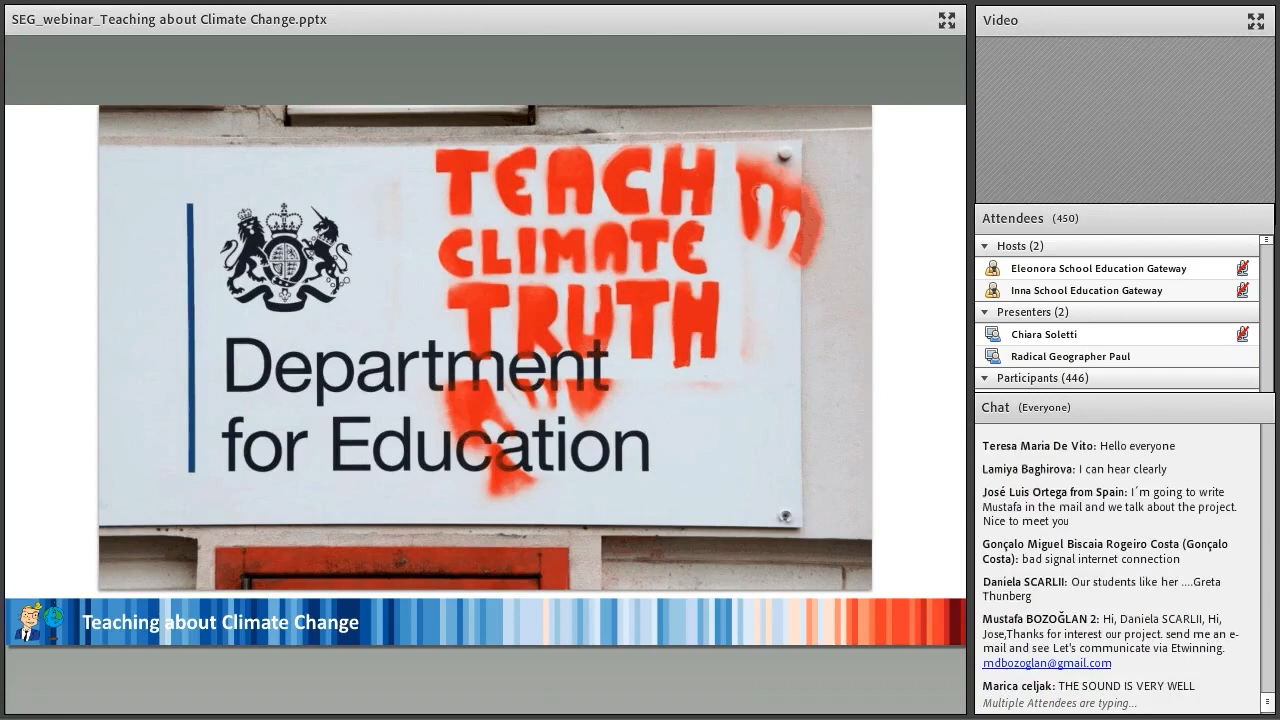 SEG_webinar_Teaching about Climate Change.pptx
TEACH
CLIMATE
TRUTH
Department
for Education
Teaching about Climate Change
Video
Attendees (450)
Hosts (2)
Eleonora School Education Gateway
Inna School Education Gateway
Presenters (2)
Chiara Soletti
Radical Geographer Paul
Participants (446)
Chat (Everyone)
Teresa Maria De Vito: Hello everyone
Lamiya Baghirova: I can hear clearly
José Luis Ortega from Spain: I´m going to write
Mustafa in the mail and we talk about the project.
Nice to meet you
Gonçalo Miguel Biscaia Rogeiro Costa (Gonçalo
Costa): bad signal internet connection
Daniela SCARLII: Our students like her ....Greta
Thunberg
Mustafa BOZOĞLAN 2: Hi, Daniela SCARLII, Hi,
Jose,Thanks for interest our project. send me an e-
mail and see Let's communicate via Etwinning.
mdbozoglan@gmail.com
Marica celjak: THE SOUND IS VERY WELL
Multiple Attendees are typing...